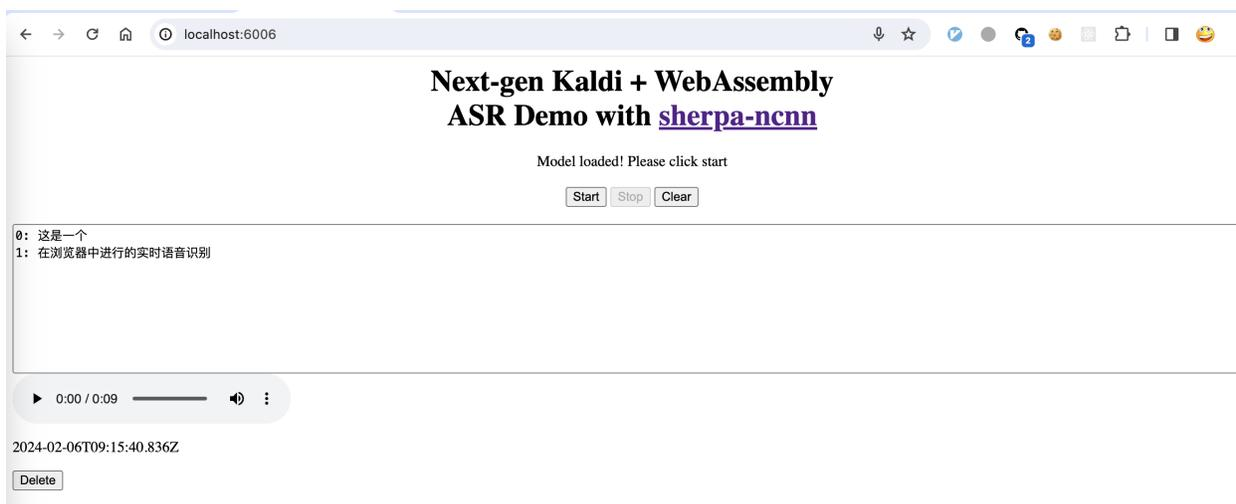 localhost:6006
2
Next-gen Kaldi + WebAssembly
ASR Demo with sherpa-ncnn
Model loaded! Please click start
Start Stop Clear
0: 这是一个
1: 在浏览器中进行的实时语音识别
0:00 / 0:09
2024-02-06T09:15:40.836Z
Delete